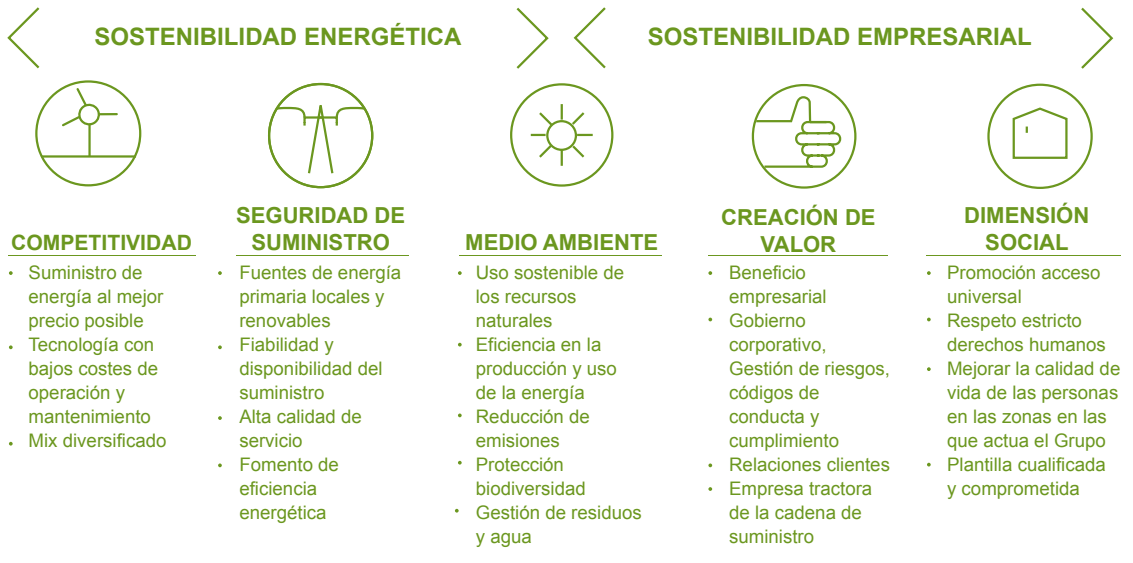 SOSTENIBILIDAD ENERGÉTICA
SOSTENIBILIDAD EMPRESARIAL
COMPETITIVIDAD
Suministro de
energía al mejor
precio posible
Tecnología con
bajos costes de
operación y
mantenimiento
Mix diversificado
SEGURIDAD DE
SUMINISTRO
Fuentes de energía
primaria locales y
renovables
Fiabilidad y
disponibilidad del
suministro
Alta calidad de
servicio
Fomento de
eficiencia
energética
MEDIO AMBIENTE
Uso sostenible de
los recursos
naturales
Eficiencia en la
producción y uso
de la energía
Reducción de
emisiones
Protección
biodiversidad
Gestión de residuos
y agua
CREACIÓN DE
VALOR
Beneficio
empresarial
Gobierno
corporativo,
Gestión de riesgos,
códigos de
conducta y
cumplimiento
Relaciones clientes
Empresa tractora
de la cadena de
suministro
DIMENSIÓN
SOCIAL
Promoción acceso
universal
Respeto estricto
derechos humanos
Mejorar la calidad de
vida de las personas
en las zonas en las
que actua el Grupo
Plantilla cualificada
y comprometida